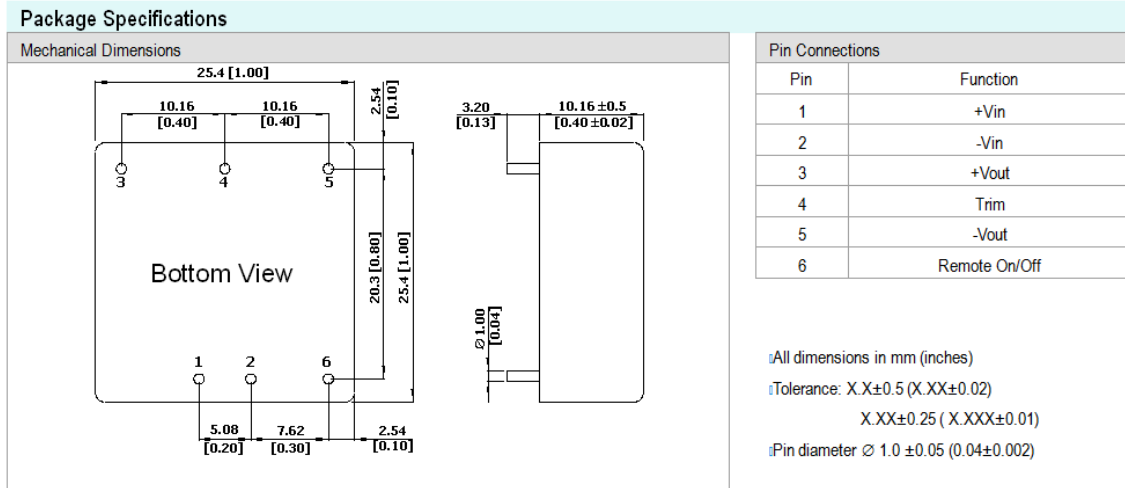 Package Specifications
Mechanical Dimensions
25.4 [1.00]
10.16
[0.40]
10.16
[0.40]
2.54
[0.10]
3.20
[0.13]
10.16 ±0.5
[0.40 ±0.02]
3
4
5
Bottom View
20.3 [0.80]
25.4 [1.00]
∅ 1.00
[0.04]
1
2
6
5.08
[0.20]
7.62
[0.30]
2.54
[0.10]
Pin Connections
Pin Function
1 +Vin
2 -Vin
3 +Vout
4 Trim
5 -Vout
6 Remote On/Off
All dimensions in mm (inches)
Tolerance: X.X±0.5 (X.XX±0.02)
X.XX±0.25 ( X.XXX±0.01)
Pin diameter ∅ 1.0 ±0.05 (0.04±0.002)